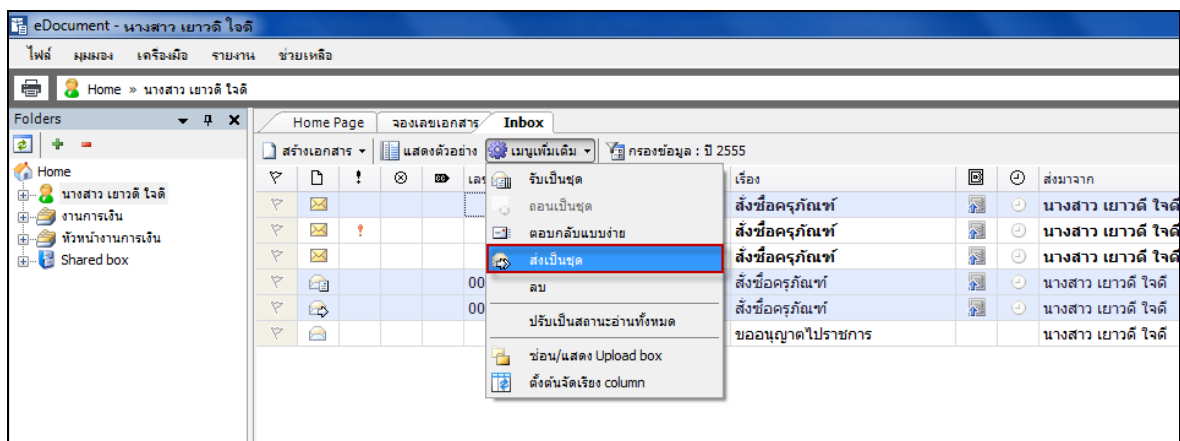 eDocument - นางสาว เยาวดี ใจดี
ไฟล์ มุมมอง เครื่องมือ รายงาน ช่วยเหลือ
Home » นางสาว เยาวดี ใจดี
Folders
Home
นางสาว เยาวดี ใจดี
งานการเงิน
หัวหน้างานการเงิน
Shared box
Home Page จองเลขเอกสาร Inbox
สร้างเอกสาร แสดงตัวอย่าง เมนูเพิ่มเติม กรองข้อมูล : ปี 2555
เลข เรื่อง ส่งมาจาก
สั่งซื้อครุภัณฑ์ นางสาว เยาวดี ใจดี
สั่งซื้อครุภัณฑ์ นางสาว เยาวดี ใจดี
สั่งซื้อครุภัณฑ์ นางสาว เยาวดี ใจดี
00 สั่งซื้อครุภัณฑ์ นางสาว เยาวดี ใจดี
00 สั่งซื้อครุภัณฑ์ นางสาว เยาวดี ใจดี
ขออนุญาตไปราชการ นางสาว เยาวดี ใจดี
รับเป็นชุด
ถอนเป็นชุด
ตอบกลับแบบง่าย
ส่งเป็นชุด
ลบ
ปรับเป็นสถานะอ่านทั้งหมด
ซ่อน/แสดง Upload box
ตั้งต้นจัดเรียง column